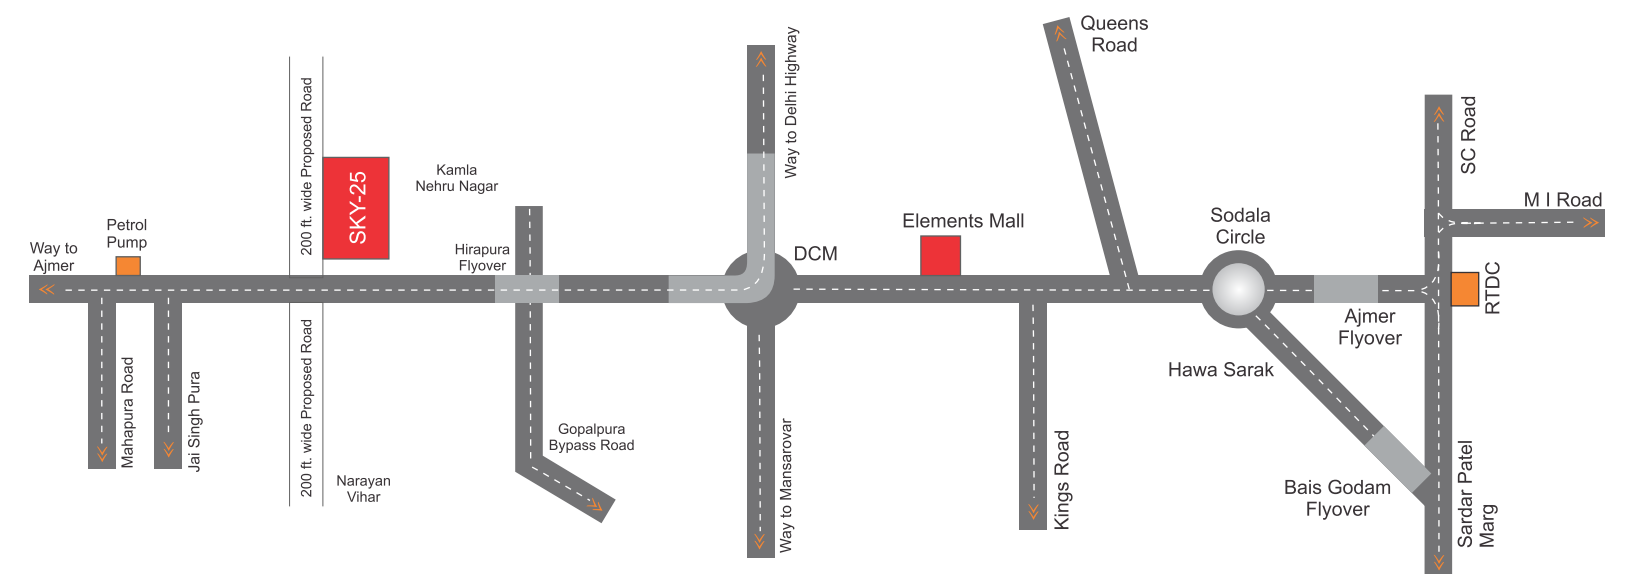 Way to
Ajmer
Petrol
Pump
Mahapura Road
Jai Singh Pura
200 ft. wide Proposed Road
200 ft. wide Proposed Road
SKY-25
Narayan
Vihar
Kamla
Nehru Nagar
Hirapura
Flyover
Gopalpura
Bypass Road
Way to Delhi Highway
DCM
Way to Mansarovar
Elements Mall
Queens
Road
Kings Road
Sodala
Circle
Hawa Sarak
Ajmer
Flyover
Bais Godam
Flyover
SC Road
M I Road
RTDC
Sardar Patel
Marg